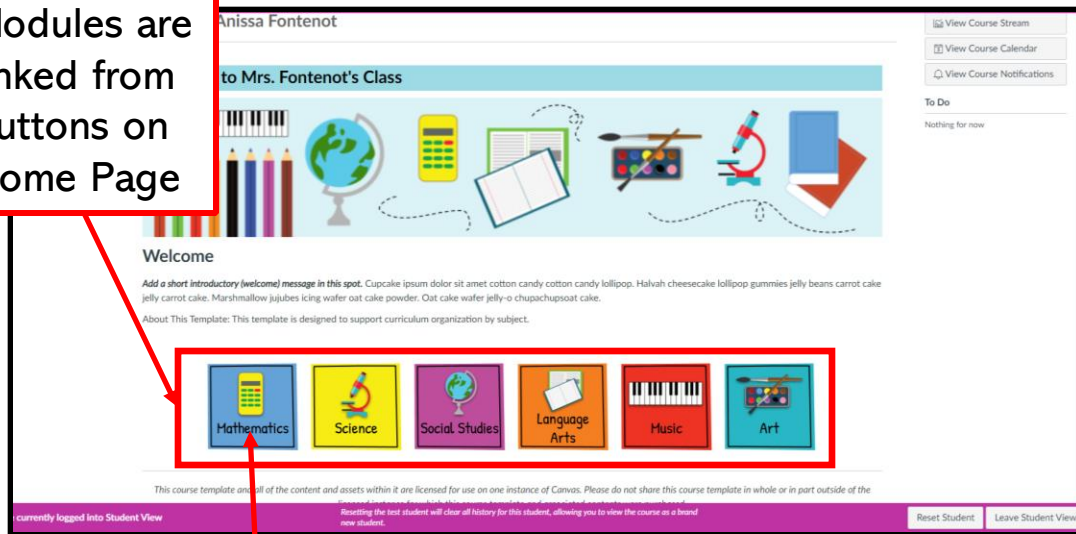 are
from
on
Page
Anissa Fontenot
to Mrs. Fontenot's Class
View Course Stream
View Course Calendar
View Course Notifications
To Do
Nothing for now
Welcome
Add a short introductory (welcome) message in this spot. Cupcake ipsum dolor sit amet cotton candy cotton candy lollipop. Halvah cheesecake lollipop gummies jelly beans carrot cake
jelly carrot cake. Marshmallow jujubes icing wafer oat cake powder. Oat cake wafer jelly-o chupachupsoat cake.
About This Template: This template is designed to support curriculum organization by subject.
Mathematics
Science
Social Studies
Language
Arts
Music
Art
This course template and all of the content and assets within it are licensed for use on one instance of Canvas. Please do not share this course template in whole or in part outside of the
currently logged into Student View
Resetting the test student will clear all history for this student, allowing you to view the course as a brand
new student.
Reset Student
Leave Student View